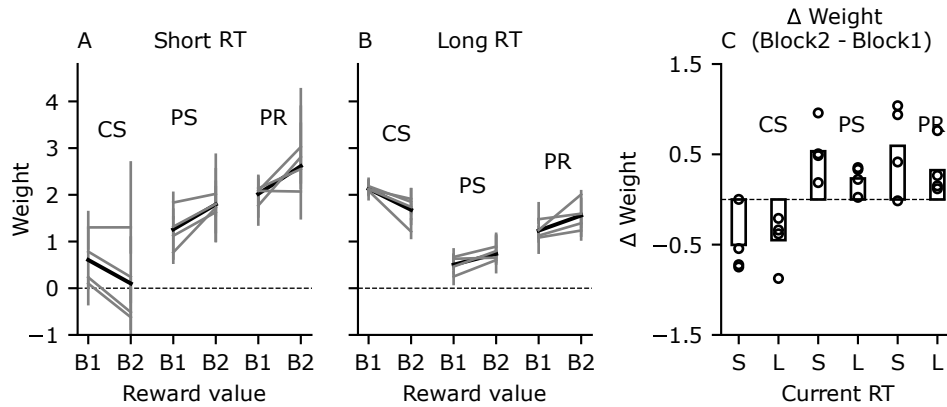 A Short RT
B Long RT
Δ Weight
C (Block2 - Block1)
Weight
4
3
2
1
0
−1
CS
PS
PR
B1 B2 B1 B2 B1 B2
Reward value
CS
PS
PR
B1 B2 B1 B2 B1 B2
Reward value
Δ Weight
1.5
0.5
−0.5
−1.5
CS PS PR
S L S L S L
Current RT